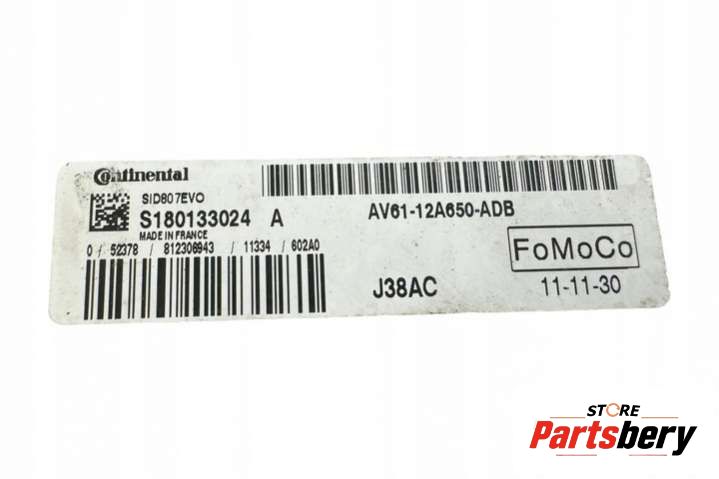 Continental
SID807EVO
S180133024 A
MADE IN FRANCE
0 / 52378 / 812306943 / 11334 / 602A0
AV61-12A650-ADB
FoMoCo
J38AC
11-11-30
STORE
Partsbery